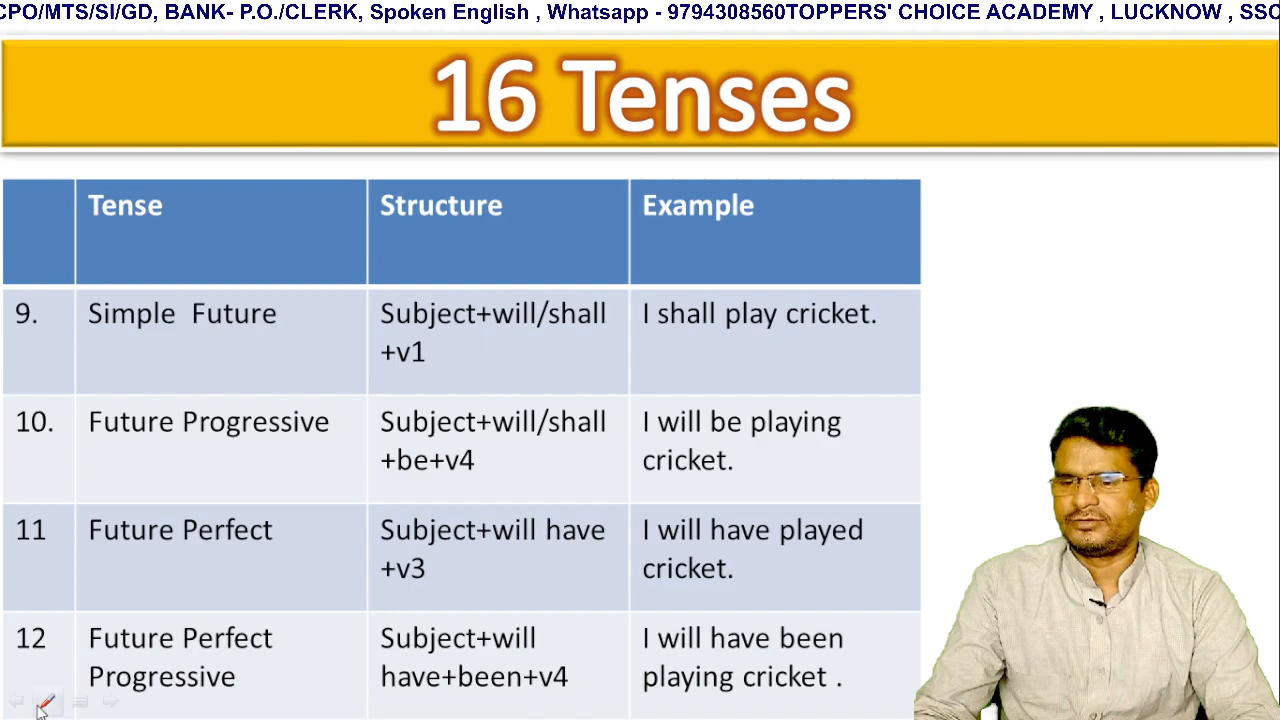 CPO/MTS/SI/GD, BANK- P.O./CLERK, Spoken English , Whatsapp - 9794308560TOPPERS' CHOICE ACADEMY , LUCKNOW , SSC
16 Tenses
Tense Structure Example
9. Simple Future Subject+will/shall I shall play cricket.
+v1
10. Future Progressive Subject+will/shall I will be playing
+be+v4 cricket.
11 Future Perfect Subject+will have I will have played
+v3 cricket.
12 Future Perfect Subject+will I will have been
Progressive have+been+v4 playing cricket .